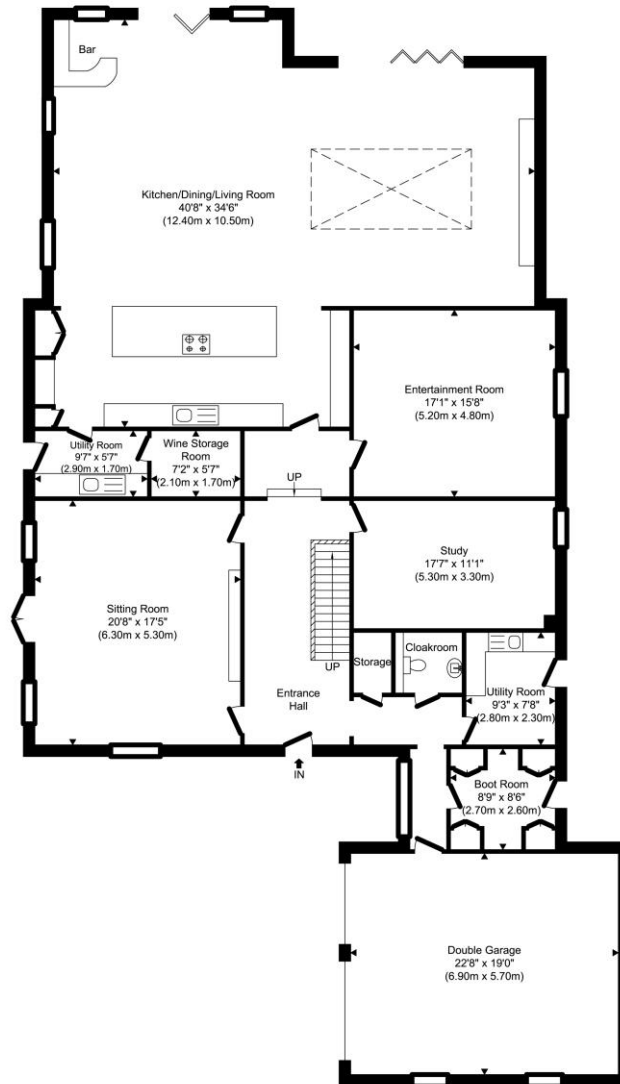 Bar
Kitchen/Dining/Living Room
40'8" x 34'6"
(12.40m x 10.50m)
Entertainment Room
17'1" x 15'8"
(5.20m x 4.80m)
Utility Room
9'7" x 5'7"
(2.90m x 1.70m)
Wine Storage
Room
7'2" x 5'7"
(2.10m x 1.70m)
UP
Study
17'7" x 11'1"
(5.30m x 3.30m)
Sitting Room
20'8" x 17'5"
(6.30m x 5.30m)
UP
Storage
Cloakroom
Utility Room
9'3" x 7'8"
(2.80m x 2.30m)
Entrance
Hall
IN
Boot Room
8'9" x 8'6"
(2.70m x 2.60m)
Double Garage
22'8" x 19'0"
(6.90m x 5.70m)